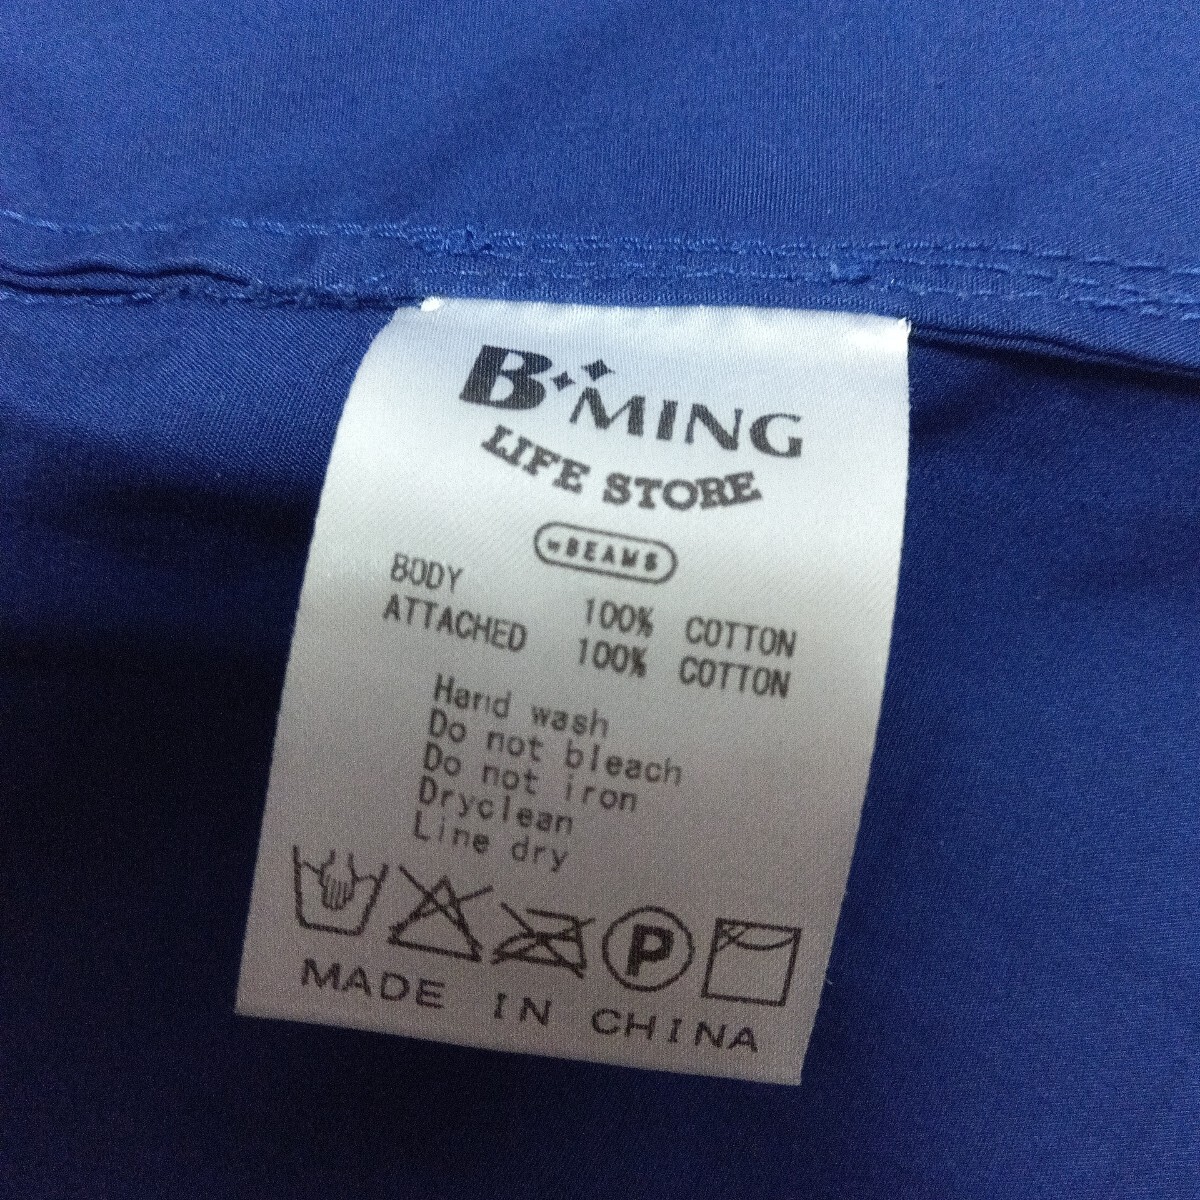 B MING
LIFE STORE
BEAMS
BODY 100% COTTON
ATTACHED 100% COTTON
Hand wash
Do not bleach
Do not iron
Dryclean
Line dry
P
MADE IN CHINA